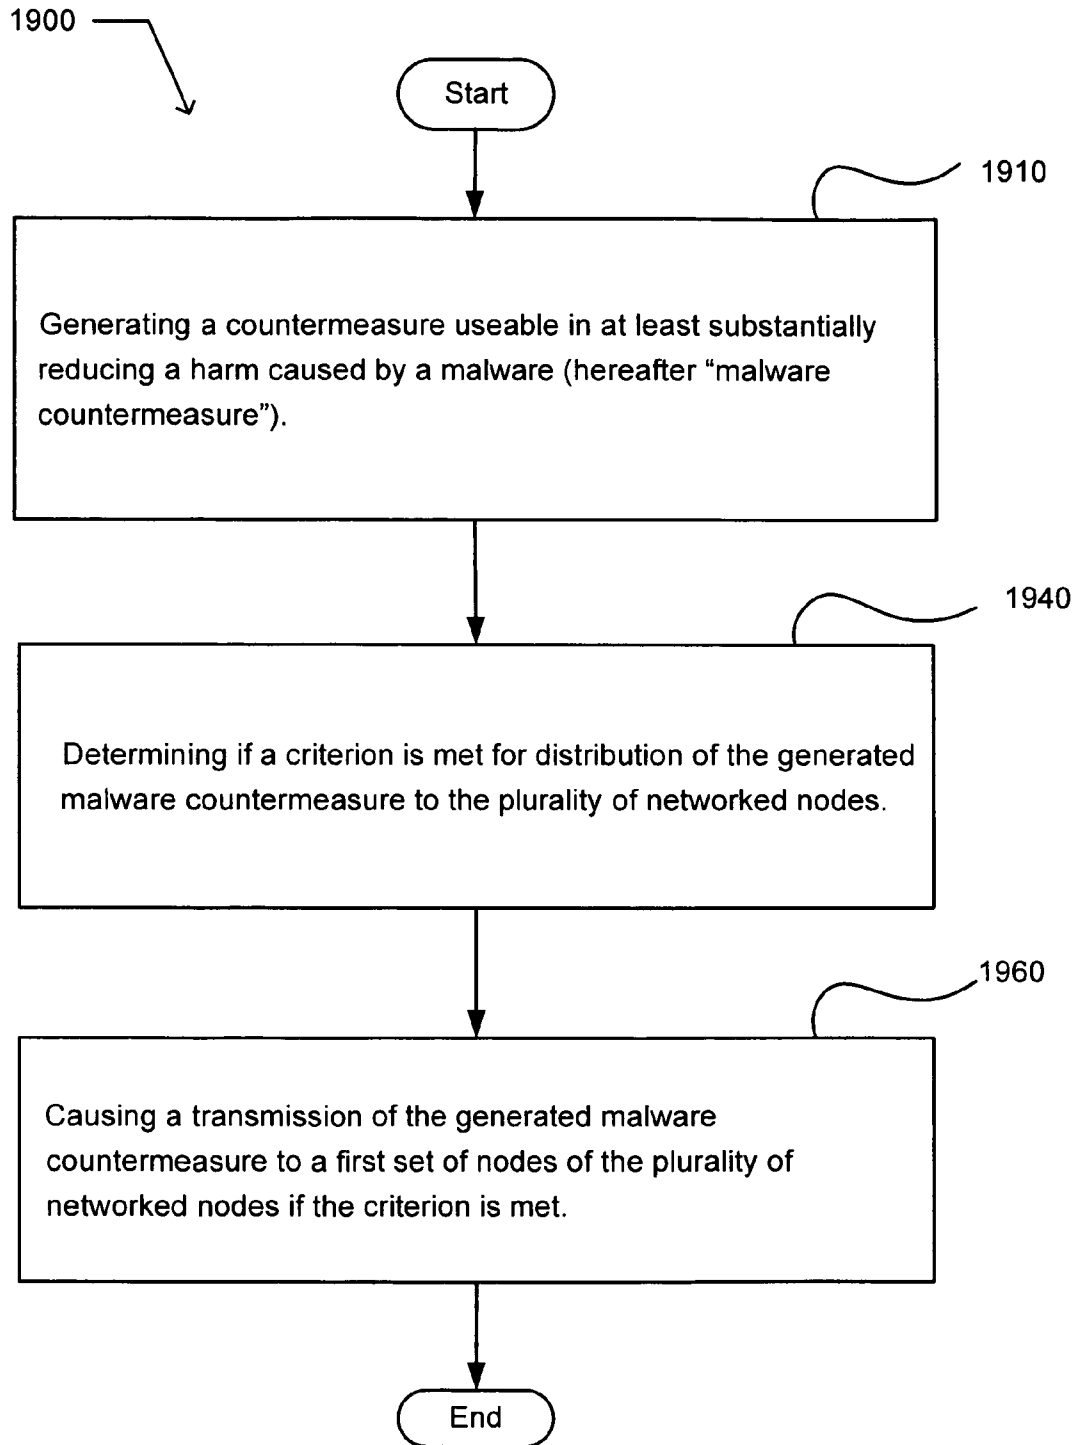 1900
Start
1910
Generating a countermeasure useable in at least substantially
reducing a harm caused by a malware (hereafter “malware
countermeasure”).
1940
Determining if a criterion is met for distribution of the generated
malware countermeasure to the plurality of networked nodes.
1960
Causing a transmission of the generated malware
countermeasure to a first set of nodes of the plurality of
networked nodes if the criterion is met.
End